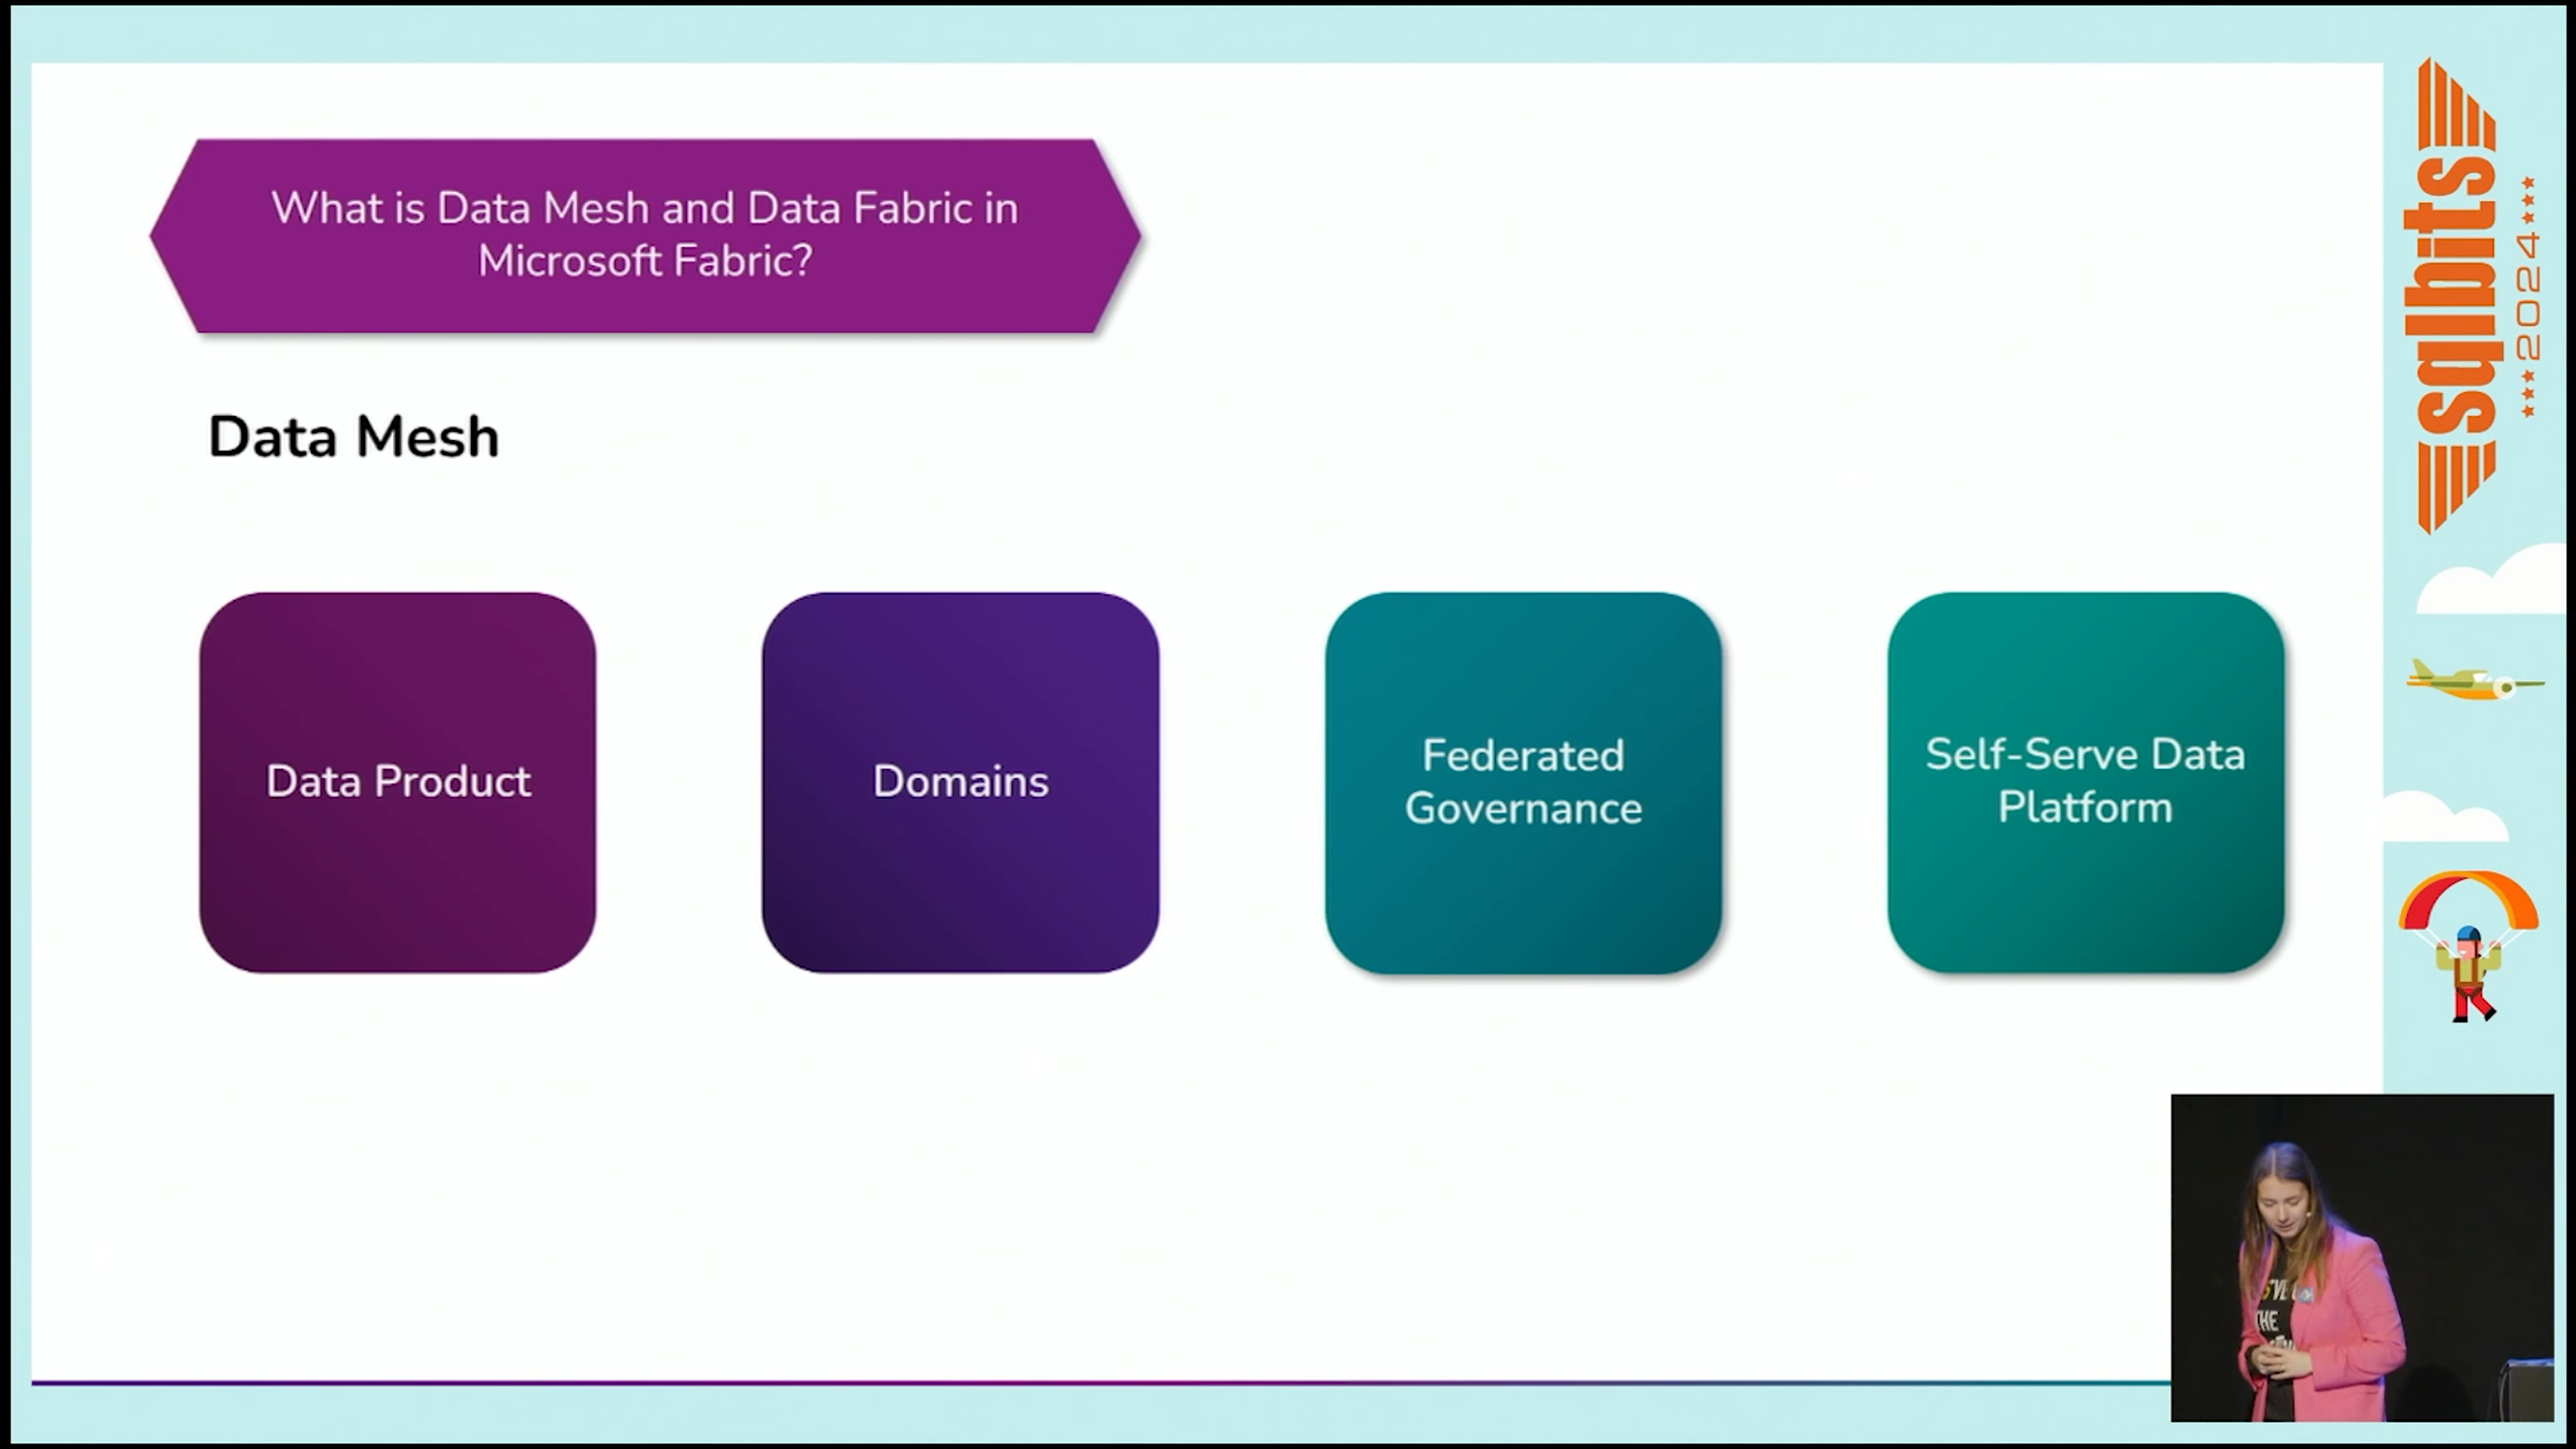 What is Data Mesh and Data Fabric in
Microsoft Fabric?
Data Mesh
Data Product
Domains
Federated
Governance
Self-Serve Data
Platform
sqlbits
2024
THE